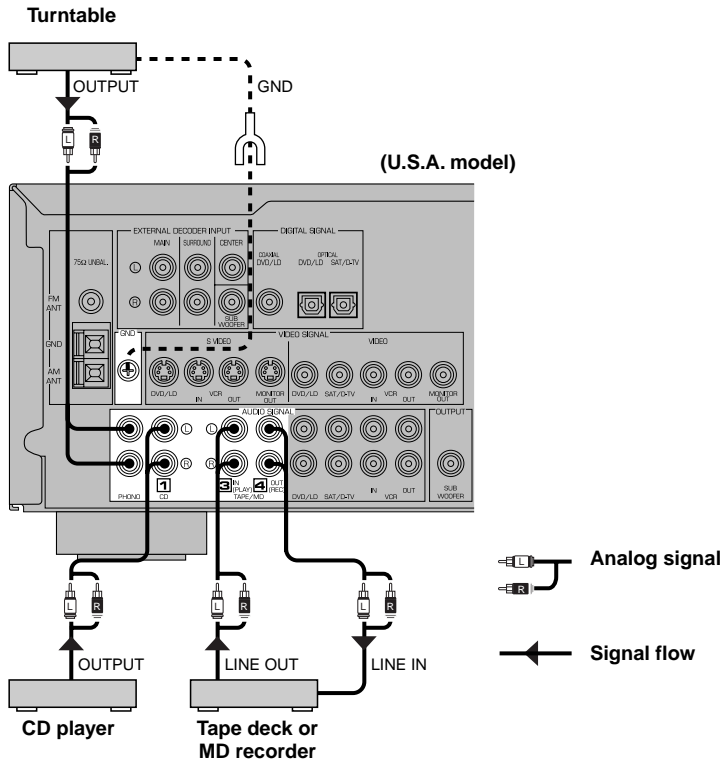 Turntable
OUTPUT
GND
L R
(U.S.A. model)
EXTERNAL DECODER INPUT
DIGITAL SIGNAL
MAIN SURROUND CENTER
COAXIAL
DVD/LD
OPTICAL
DVD/LD SAT/D-TV
75Ω UNBAL.
L
R
FM
ANT
SUB
WOOFER
GND
AM
ANT
GND
VIDEO SIGNAL
S VIDEO
VIDEO
DVD/LD
IN VCR OUT
MONITOR
OUT
DVD/LD SAT/D-TV
IN VCR OUT
MONITOR
OUT
AUDIO SIGNAL
OUTPUT
L L
R R
1 3 IN
(PLAY) 4 OUT
(REC)
PHONO CD TAPE/MD
DVD/LD SAT/D-TV
IN VCR OUT
SUB
WOOFER
L R
L R
L R
L
R
Analog signal
OUTPUT
LINE OUT
LINE IN
Signal flow
CD player
Tape deck or
MD recorder